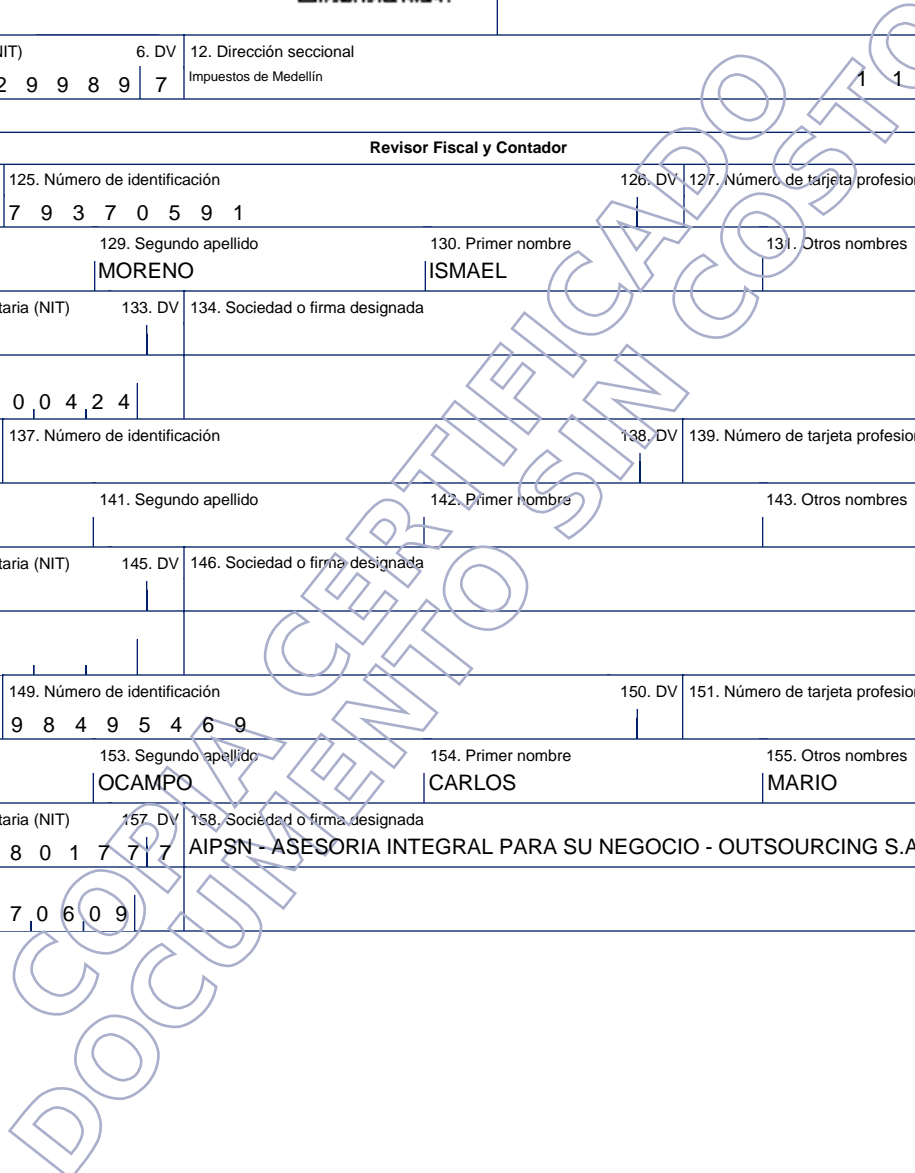 NIT) 6. DV 12. Dirección seccional
2 9 9 8 9 7 Impuestos de Medellín 1 1
Revisor Fiscal y Contador
125. Número de identificación 126. DV 127. Número de tarjeta profesion
7 9 3 7 0 5 9 1
129. Segundo apellido 130. Primer nombre 131. Otros nombres
MORENO ISMAEL
taria (NIT) 133. DV 134. Sociedad o firma designada
0 0 4 2 4
137. Número de identificación 138. DV 139. Número de tarjeta profesion
141. Segundo apellido 142. Primer nombre 143. Otros nombres
taria (NIT) 145. DV 146. Sociedad o firma designada
149. Número de identificación 150. DV 151. Número de tarjeta profesion
9 8 4 9 5 4 6 9
153. Segundo apellido 154. Primer nombre 155. Otros nombres
OCAMPO CARLOS MARIO
taria (NIT) 157. DV 158. Sociedad o firma designada
8 0 1 7 7 7 AIPSN - ASESORIA INTEGRAL PARA SU NEGOCIO - OUTSOURCING S.A
7 0 6 0 9
COPIA CERTIFICADO
DOCUMENTO SIN COSTO